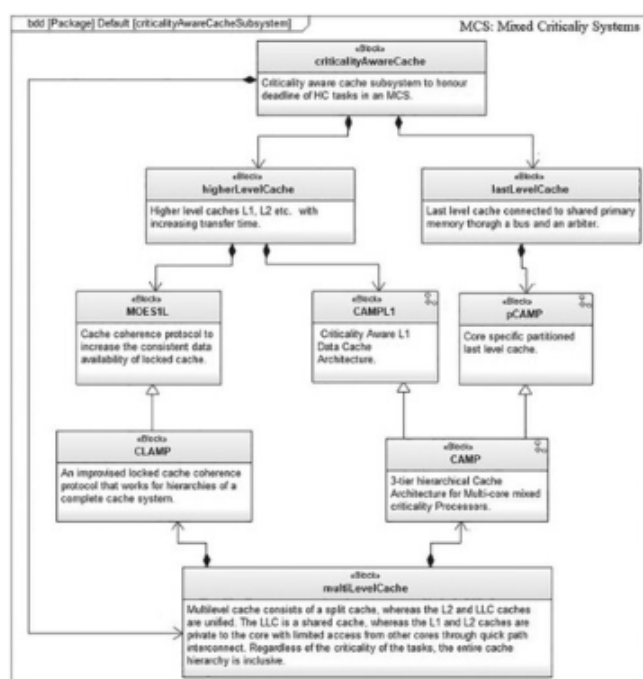 bdd [Package] Default [criticalityAwareCacheSubsystem]
MCS: Mixed Criticaliy Systems
«Block»
criticalityAwareCache
Criticality aware cache subsystem to honour
deadline of HC tasks in an MCS.
«Block»
higherLevelCache
Higher level caches L1, L2 etc. with
increasing transfer time.
«Block»
lastLevelCache
Last level cache connected to shared primary
memory thorugh a bus and an arbiter.
«Block»
MOES1L
Cache coherence protocol to
increase the consistent data
availability of locked cache.
«Block»
CAMPL1
Criticality Aware L1
Data Cache
Architecture.
«Block»
pCAMP
Core specific partitioned
last level cache.
«Block»
CLAMP
An improvised locked cache coherence
protocol that works for hierarchies of a
complete cache system.
«Block»
CAMP
3-tier hierarchical Cache
Architecture for Multi-core mixed
criticality Processors.
«Block»
multiLevelCache
Multilevel cache consists of a split cache, whereas the L2 and LLC caches
are unified. The LLC is a shared cache, whereas the L1 and L2 caches are
private to the core with limited access from other cores through quick path
interconnect. Regardless of the criticality of the tasks, the entire cache
hierarchy is inclusive.